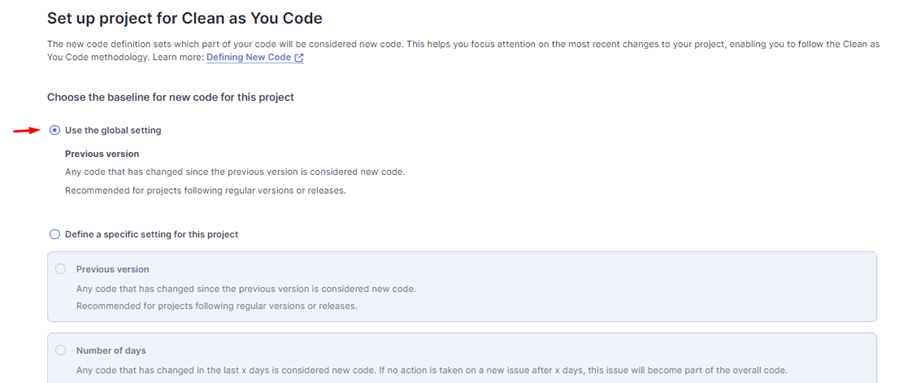 Set up project for Clean as You Code
The new code definition sets which part of your code will be considered new code. This helps you focus attention on the most recent changes to your project, enabling you to follow the Clean as
You Code methodology. Learn more: Defining New Code
Choose the baseline for new code for this project
Use the global setting
Previous version
Any code that has changed since the previous version is considered new code.
Recommended for projects following regular versions or releases.
Define a specific setting for this project
Previous version
Any code that has changed since the previous version is considered new code.
Recommended for projects following regular versions or releases.
Number of days
Any code that has changed in the last x days is considered new code. If no action is taken on a new issue after x days, this issue will become part of the overall code.